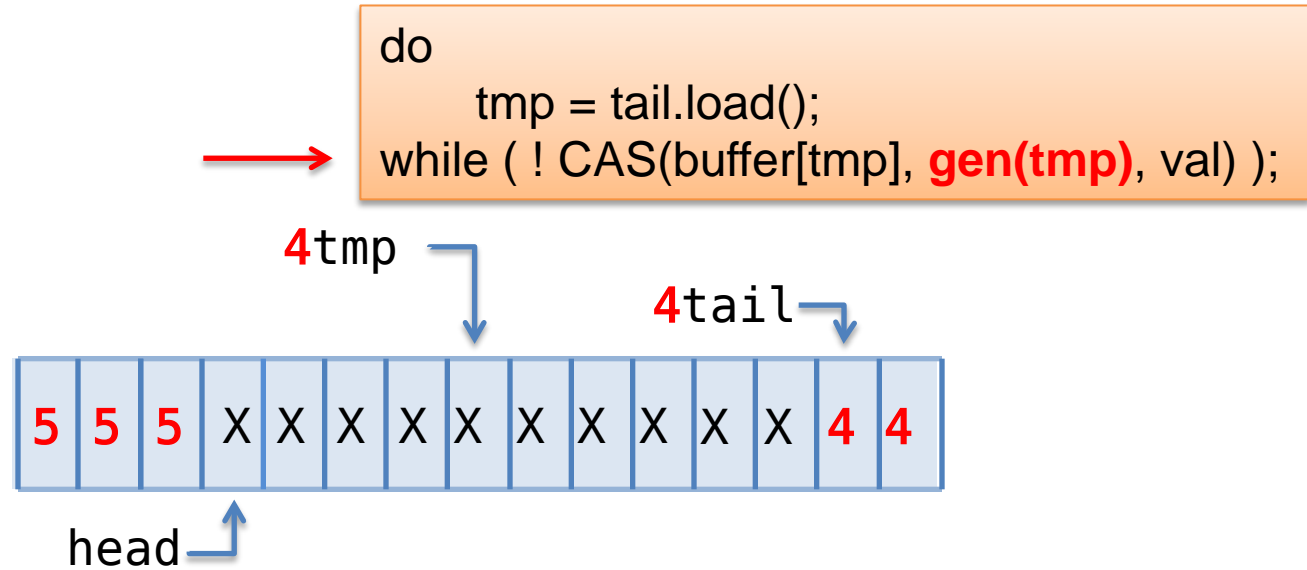 do
tmp = tail.load();
while ( ! CAS(buffer[tmp], gen(tmp), val) );
4tmp
4tail
5 5 5 X X X X X X X X X X 4 4
head